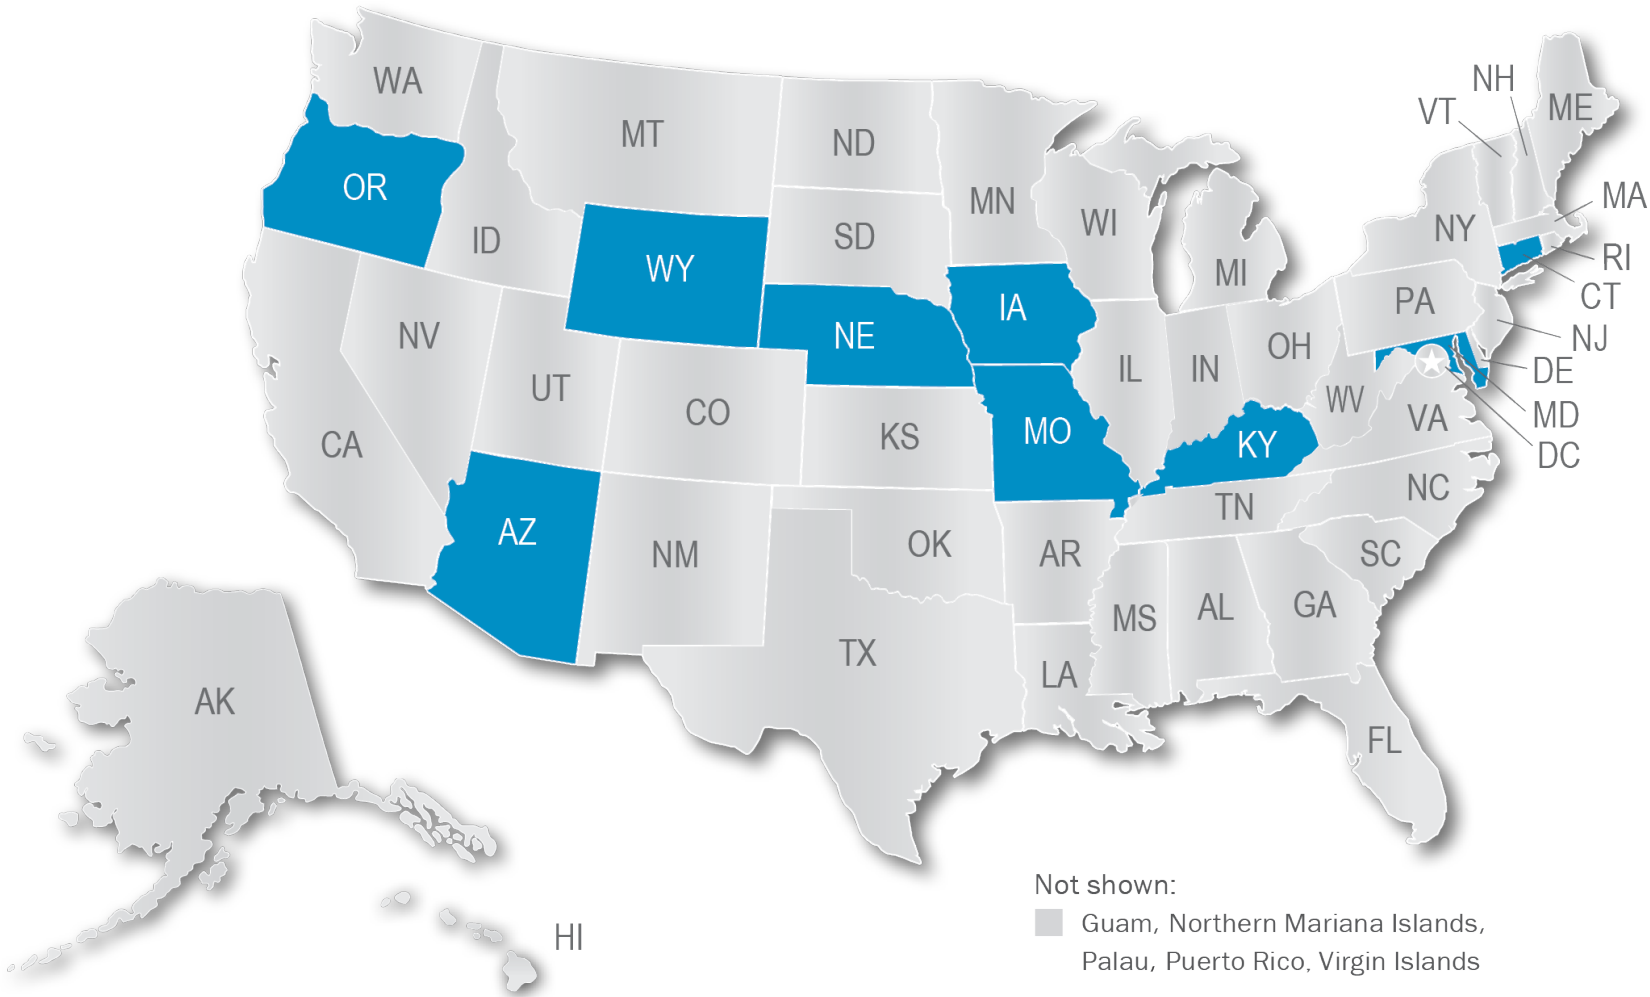 WA
OR
MT
ID
WY
ND
SD
NE
MN
IA
WI
MI
NH
VT
ME
MA
NY
RI
CT
PA
NJ
DE
MD
DC
CA
NV
UT
CO
KS
MO
IL
IN
OH
WV
KY
VA
AZ
NM
OK
AR
TN
NC
SC
TX
LA
MS
AL
GA
FL
AK
HI
Not shown:
Guam, Northern Mariana Islands,
Palau, Puerto Rico, Virgin Islands